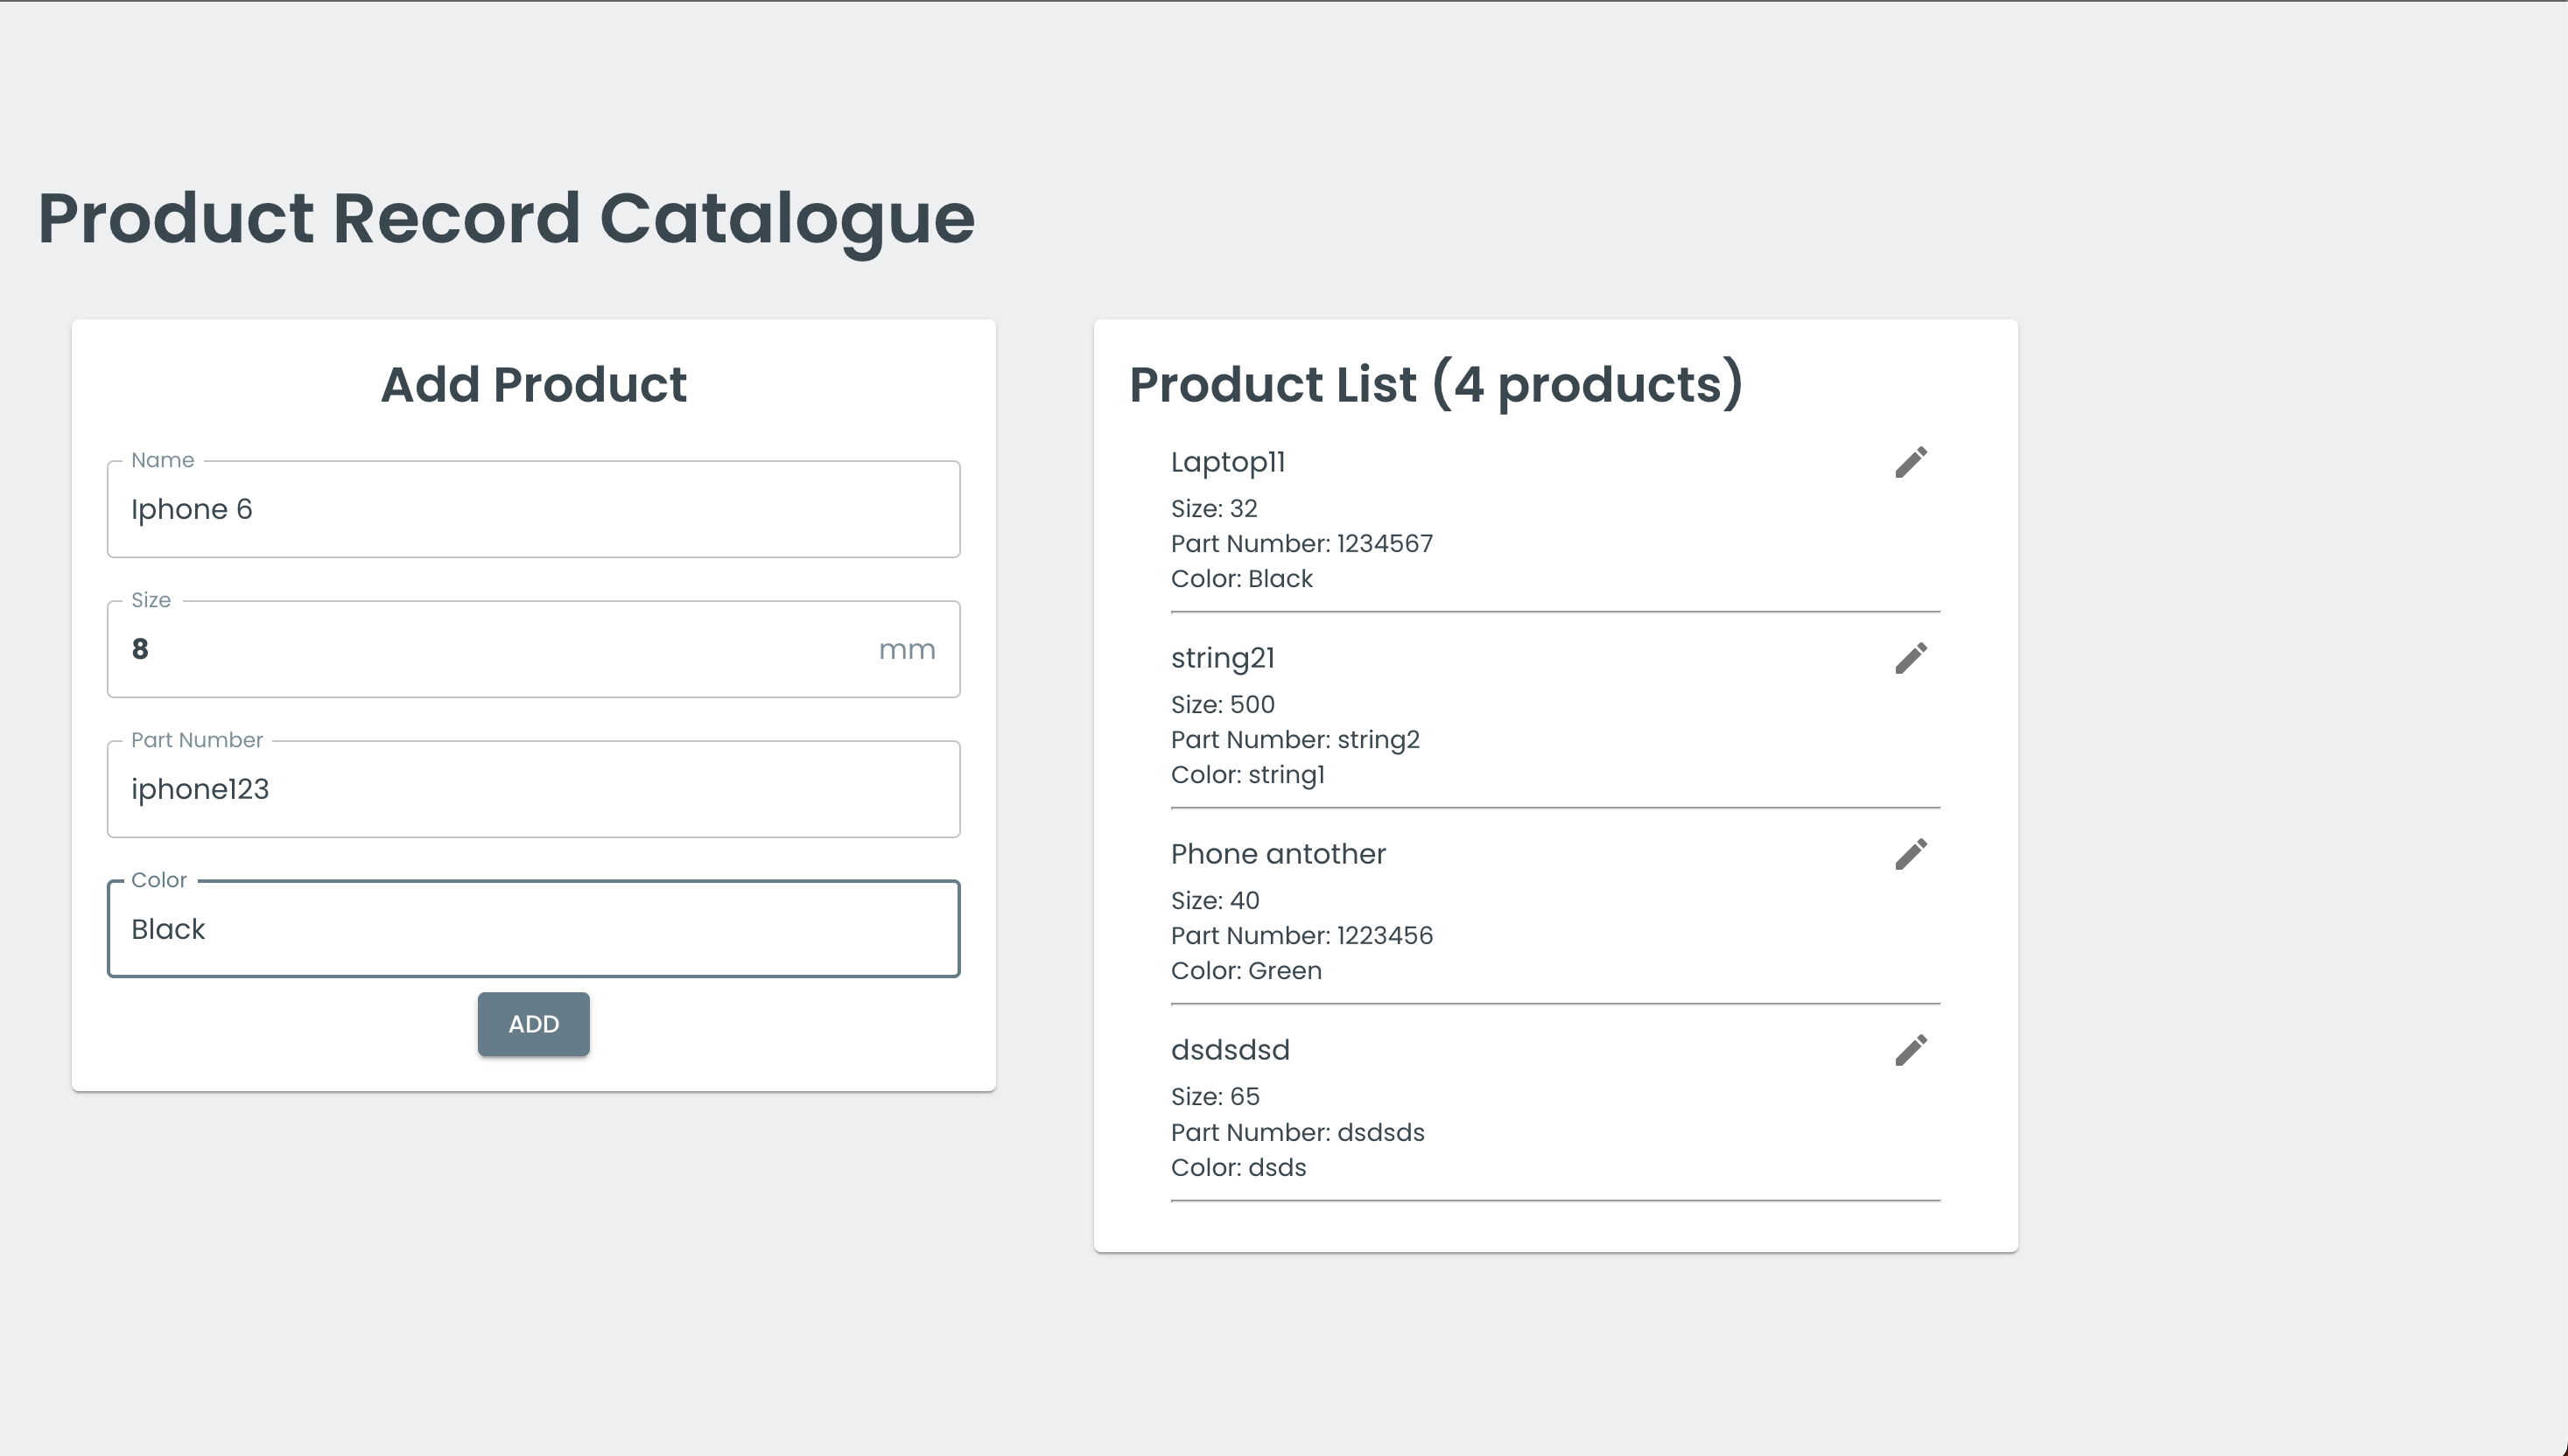 Product Record Catalogue
Add Product
Name
Iphone 6
Size
8 mm
Part Number
iphone123
Color
Black
ADD
Product List (4 products)
Laptop11
Size: 32
Part Number: 1234567
Color: Black
string21
Size: 500
Part Number: string2
Color: string1
Phone antother
Size: 40
Part Number: 1223456
Color: Green
dsdsdsd
Size: 65
Part Number: dsdsds
Color: dsds